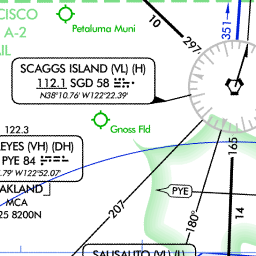 CISCO
A-2
AIL
Petaluma Muni
10
297
351
SCAGGS ISLAND (VL) (H)
112.1 SGD 58
N38°10.76' W122°22.39'
122.3
Gnoss Fld
EYES (VH) (DH)
PYE 84
.79' W122°52.07'
OAKLAND
MCA
25 8200N
207
PYE
180°
165
14
SAUSALITO (VL) (L)